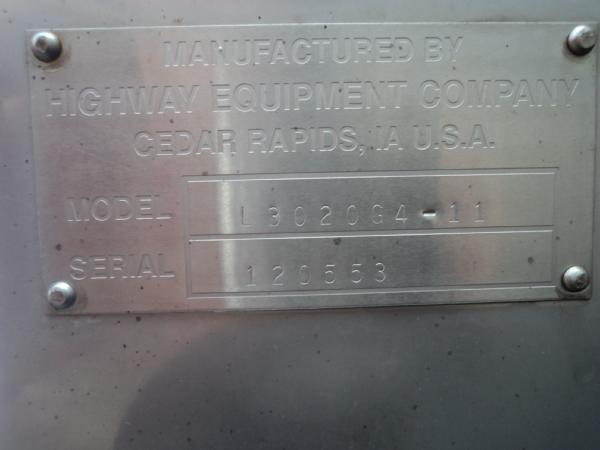 MANUFACTURED BY
HIGHWAY EQUIPMENT COMPANY
CEDAR RAPIDS, IA U.S.A.
MODEL L3020G4-11
SERIAL 120553